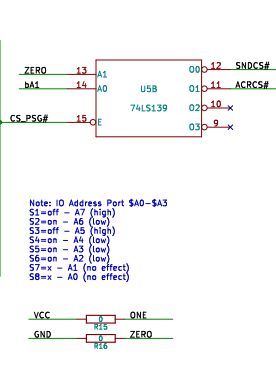 ZERO 13 A1 O0 12 SNDCS#
bA1 14 A0 U5B O1 11 ACRCS#
74LS139 O2 10
CS_PSG# 15 E O3 9
Note: IO Address Port $A0-$A3
S1=off - A7 (high)
S2=on - A6 (low)
S3=off - A5 (high)
S4=on - A4 (low)
S5=on - A3 (low)
S6=on - A2 (low)
S7=x - A1 (no effect)
S8=x - A0 (no effect)
VCC 0 ONE
R15
GND 0 ZERO
R16